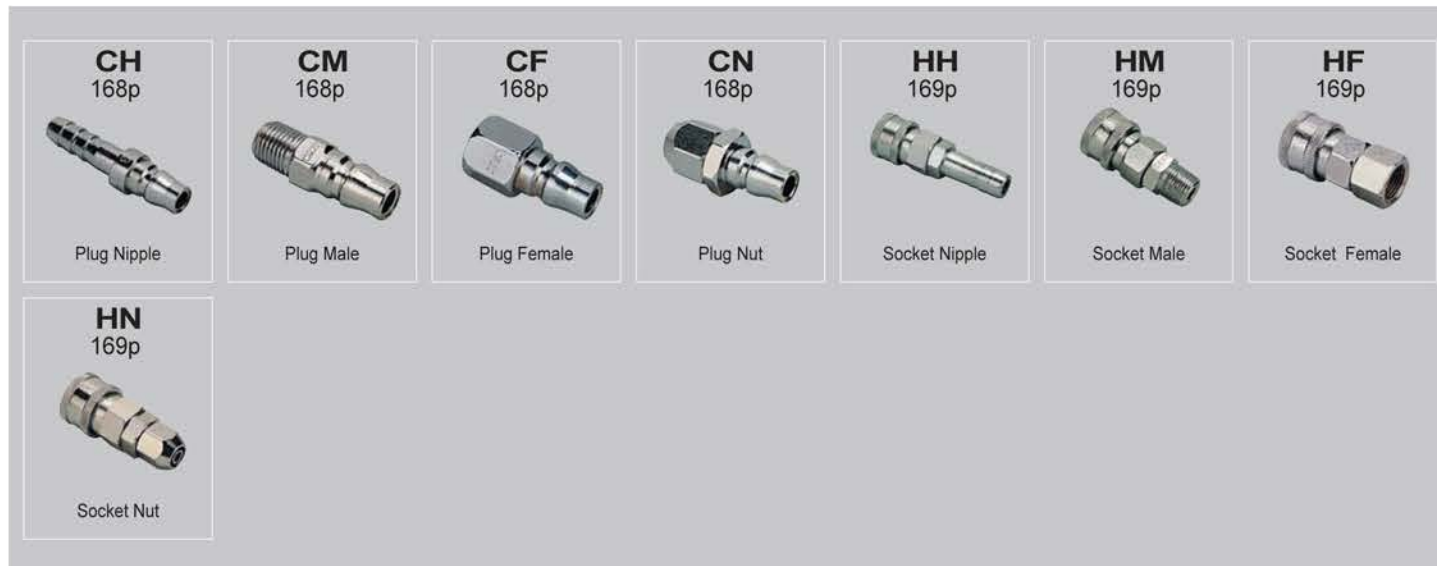 CH
168p
Plug Nipple
CM
168p
Plug Male
CF
168p
Plug Female
CN
168p
Plug Nut
HH
169p
Socket Nipple
HM
169p
Socket Male
HF
169p
Socket Female
HN
169p
Socket Nut